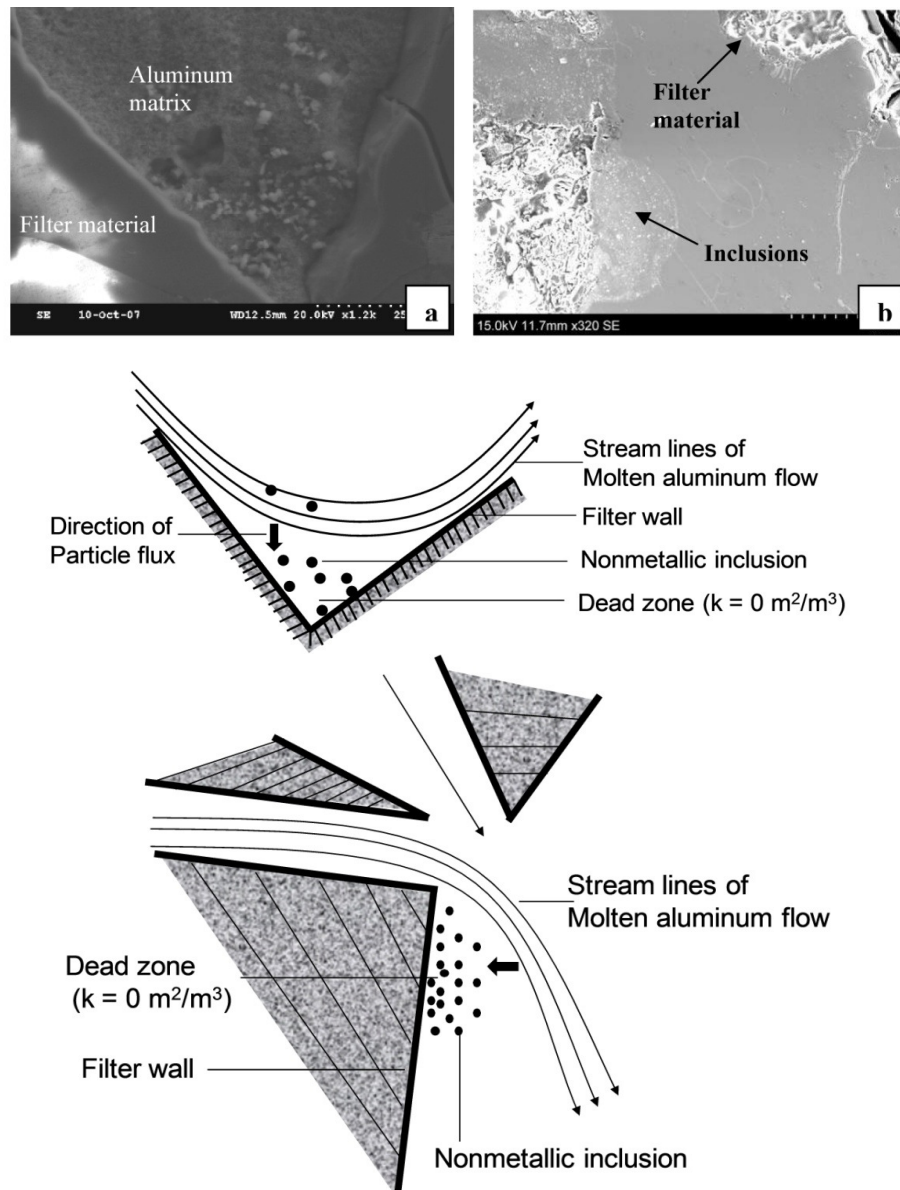 Aluminum
matrix
Filter material
SE 10-Oct-07 WD12.5mm 20.0kV x1.2k 25
a
Filter
material
Inclusions
15.0kV 11.7mm x320 SE
b
Stream lines of
Molten aluminum flow
Direction of
Particle flux
Filter wall
Nonmetallic inclusion
Dead zone (k = 0 m²/m³)
Stream lines of
Molten aluminum flow
Dead zone
(k = 0 m²/m³)
Filter wall
Nonmetallic inclusion